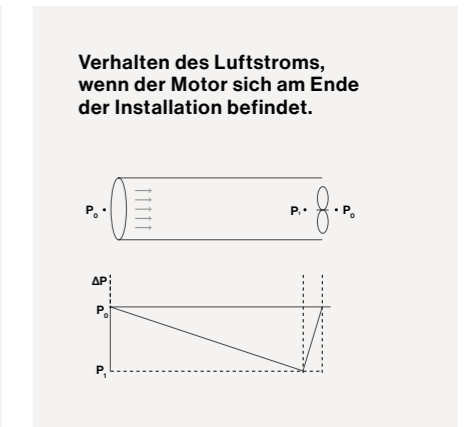 Verhalten des Luftstroms,
wenn der Motor sich am Ende
der Installation befindet.
P₀ P₁ P₀
ΔP
P₀
P₁